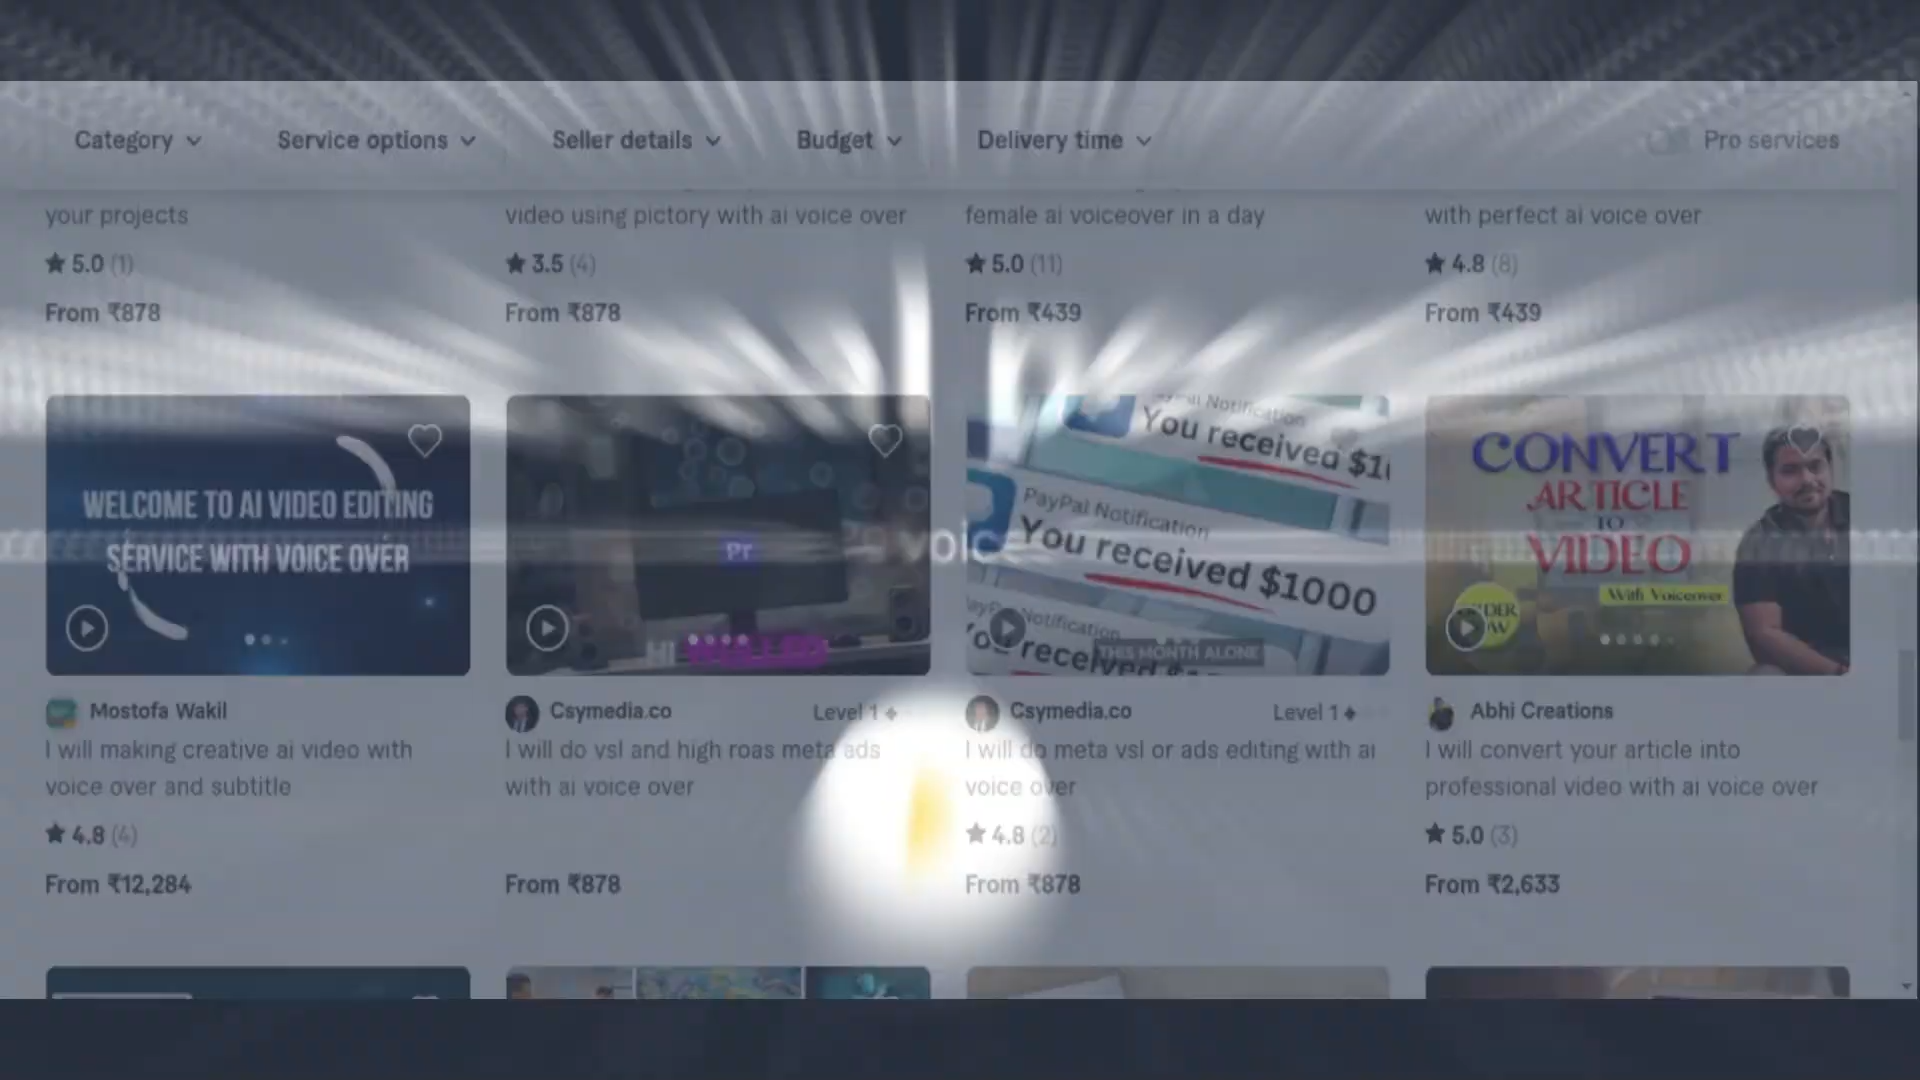 Category
Service options
Seller details
Budget
Delivery time
Pro services
your projects
5.0 (1)
From ₹878
video using pictory with ai voice over
3.5 (4)
From ₹878
female ai voiceover in a day
5.0 (11)
From ₹439
with perfect ai voice over
4.8 (8)
From ₹439
WELCOME TO AI VIDEO EDITING
SERVICE WITH VOICE OVER
Mostofa Wakil
I will making creative ai video with
voice over and subtitle
4.8 (4)
From ₹12,284
Pr
HI
Csymedia.co
Level 1
I will do vsl and high roas meta ads
with ai voice over
From ₹878
Notification
You received
PayPal Notification
You received $1000
Notification
received
THIS MONTH ALONE
Csymedia.co
Level 1
I will do meta vsl or ads editing with ai
voice over
4.8 (2)
From ₹878
CONVERT
ARTICLE
TO
VIDEO
With Voiceover
Abhi Creations
I will convert your article into
professional video with ai voice over
5.0 (3)
From ₹2,633